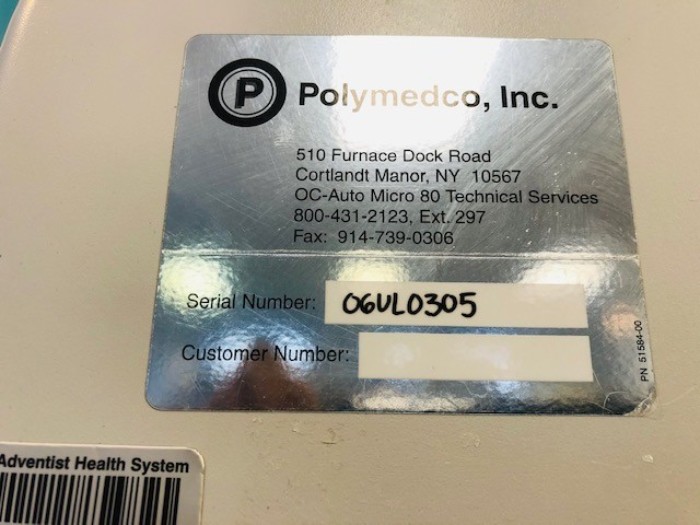 P Polymedco, Inc.
510 Furnace Dock Road
Cortlandt Manor, NY 10567
OC-Auto Micro 80 Technical Services
800-431-2123, Ext. 297
Fax: 914-739-0306
Serial Number: 06UL0305
Customer Number:
PN 51584-00
Adventist Health System